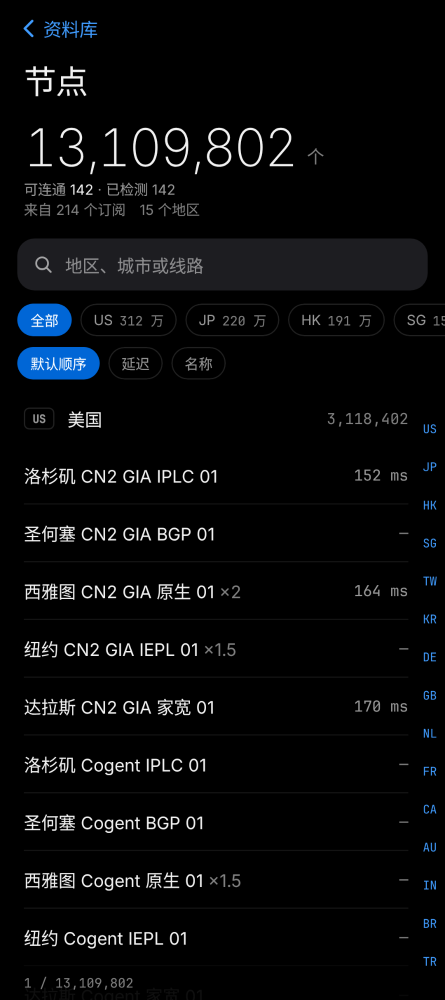 资料库
节点
13,109,802 个
可连通 142 · 已检测 142
来自 214 个订阅 15 个地区
地区、城市或线路
全部 US 312 万 JP 220 万 HK 191 万 SG 15
默认顺序 延迟 名称
US 美国 3,118,402
US
洛杉矶 CN2 GIA IPLC 01 152 ms
JP
HK
圣何塞 CN2 GIA BGP 01 –
SG
西雅图 CN2 GIA 原生 01 ×2 164 ms
TW
KR
纽约 CN2 GIA IEPL 01 ×1.5 –
DE
达拉斯 CN2 GIA 家宽 01 170 ms
GB
NL
洛杉矶 Cogent IPLC 01 –
FR
CA
圣何塞 Cogent BGP 01 –
AU
西雅图 Cogent 原生 01 ×1.5 –
IN
BR
纽约 Cogent IEPL 01 –
TR
1 / 13,109,802
达拉斯 Cogent 家宽 01